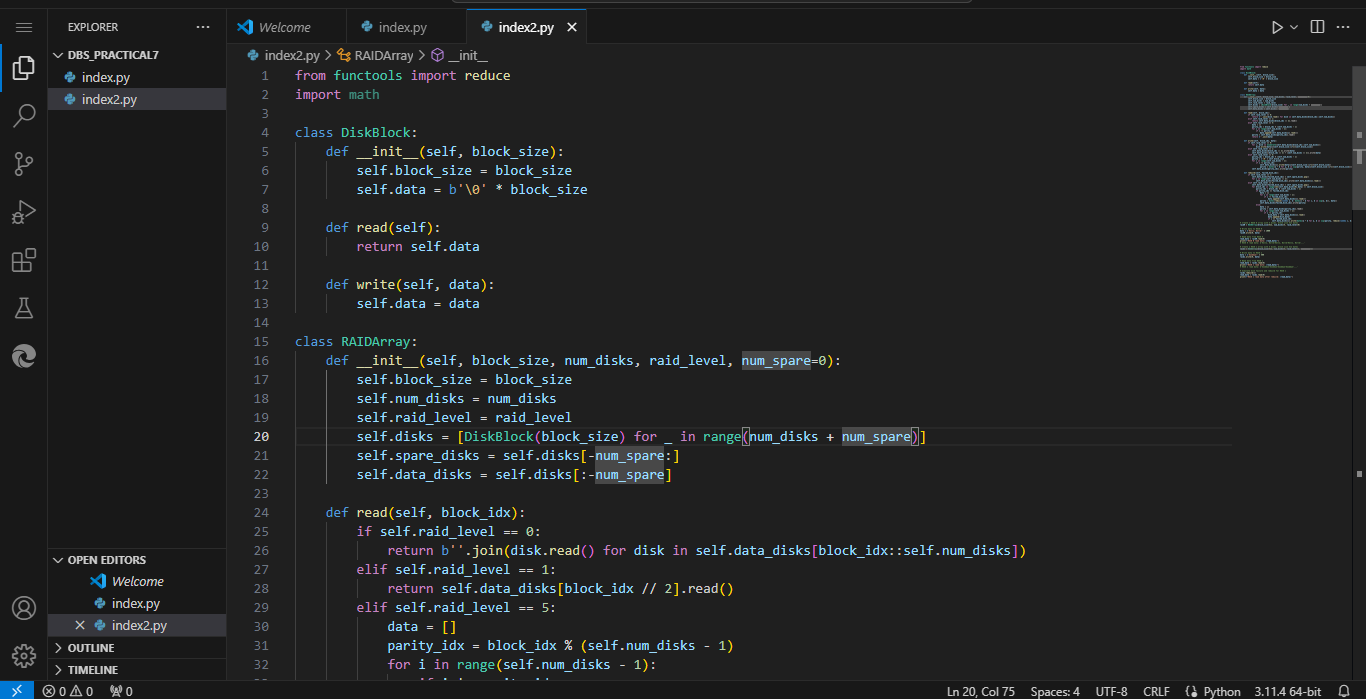 EXPLORER
DBS_PRACTICAL7
index.py
index2.py
OPEN EDITORS
Welcome
index.py
index2.py
OUTLINE
TIMELINE
Welcome
index.py
index2.py
index2.py > RAIDArray > __init__
1 from functools import reduce
2 import math
3
4 class DiskBlock:
5     def __init__(self, block_size):
6         self.block_size = block_size
7         self.data = b'\0' * block_size
8
9     def read(self):
10         return self.data
11
12     def write(self, data):
13         self.data = data
14
15 class RAIDArray:
16     def __init__(self, block_size, num_disks, raid_level, num_spare=0):
17         self.block_size = block_size
18         self.num_disks = num_disks
19         self.raid_level = raid_level
20         self.disks = [DiskBlock(block_size) for _ in range(num_disks + num_spare)]
21         self.spare_disks = self.disks[-num_spare:]
22         self.data_disks = self.disks[:-num_spare]
23
24     def read(self, block_idx):
25         if self.raid_level == 0:
26             return b''.join(disk.read() for disk in self.data_disks[block_idx::self.num_disks])
27         elif self.raid_level == 1:
28             return self.data_disks[block_idx // 2].read()
29         elif self.raid_level == 5:
30             data = []
31             parity_idx = block_idx % (self.num_disks - 1)
32             for i in range(self.num_disks - 1):
0 0 0
Ln 20, Col 75 Spaces: 4 UTF-8 CRLF Python 3.11.4 64-bit